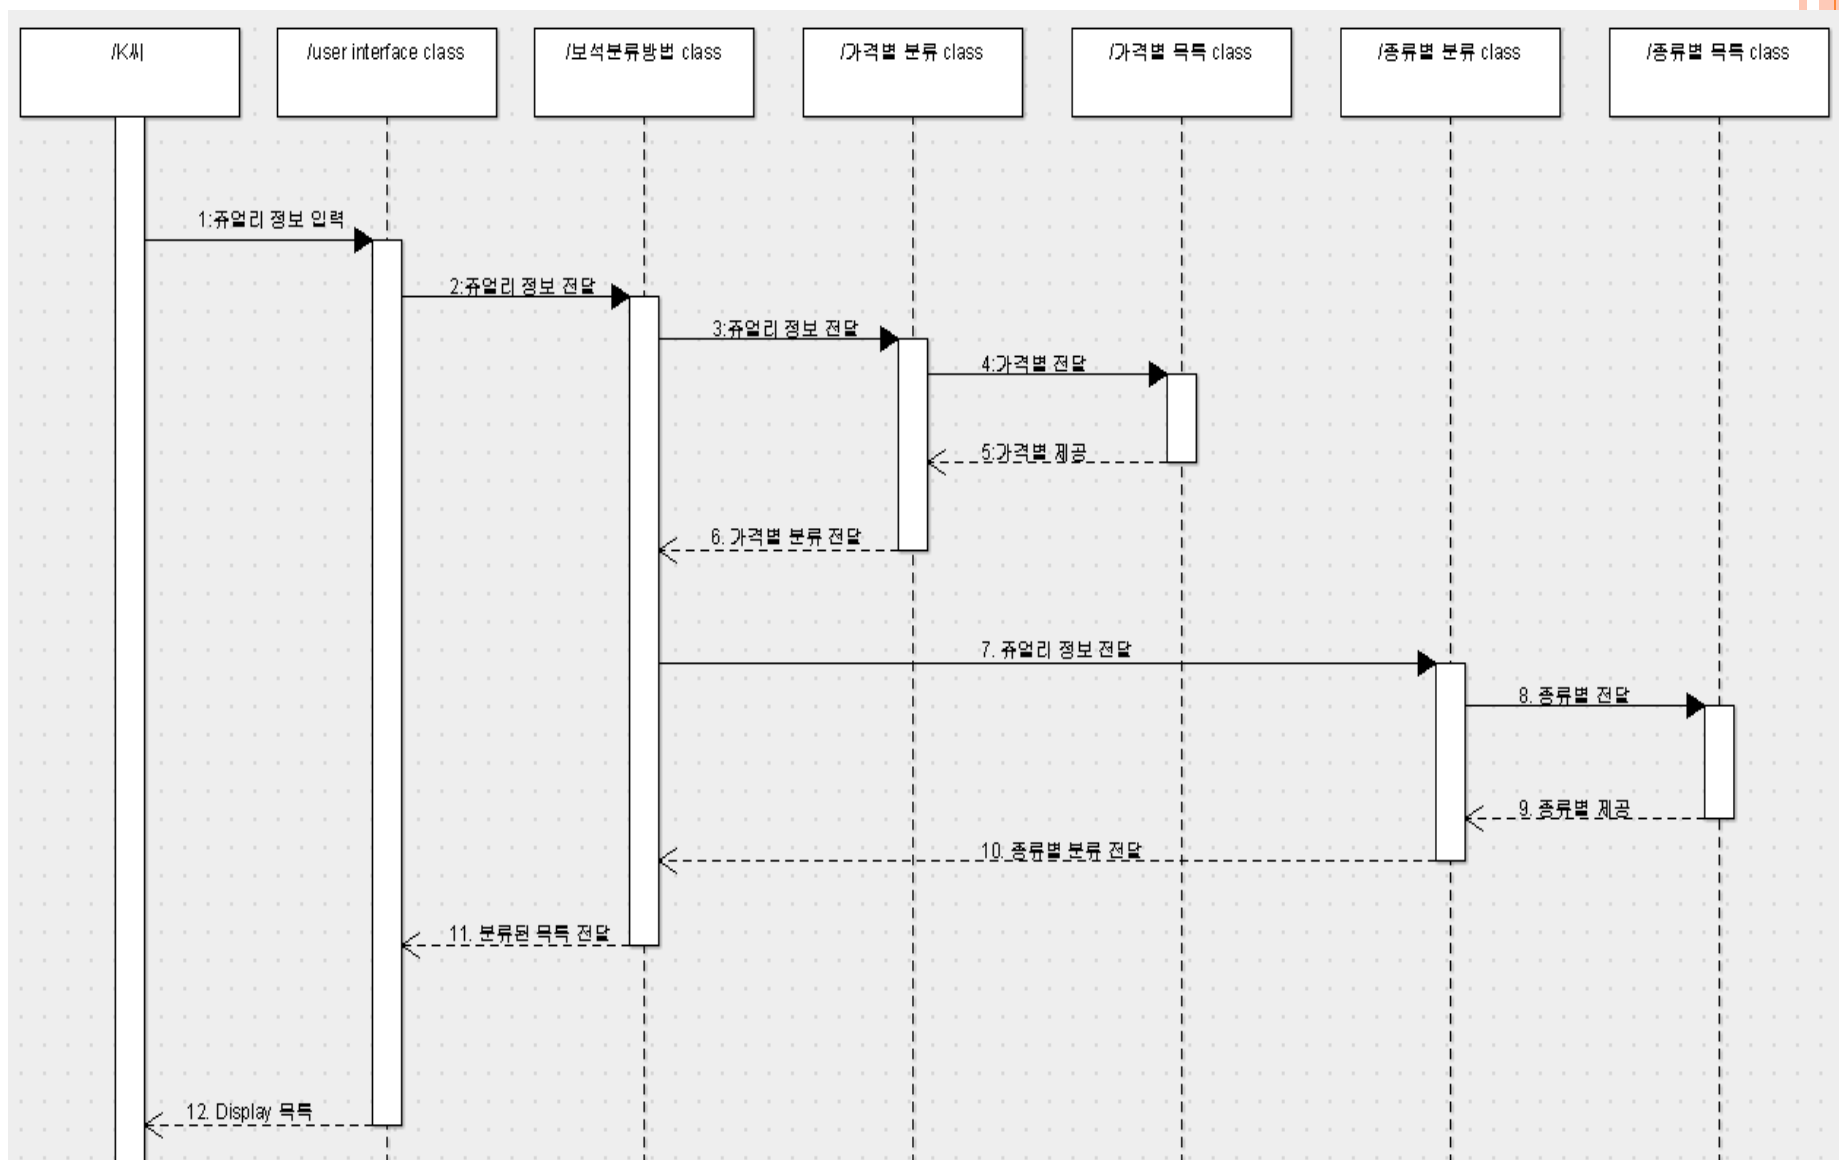 /K씨
/user interface class
/보석분류방법 class
/가격별 분류 class
/가격별 목록 class
/종류별 분류 class
/종류별 목록 class
1:쥬얼리 정보 입력
2:쥬얼리 정보 전달
3:쥬얼리 정보 전달
4:가격별 전달
5:가격별 제공
6. 가격별 분류 전달
7. 쥬얼리 정보 전달
8. 종류별 전달
9. 종류별 제공
10. 종류별 분류 전달
11. 분류된 목록 전달
12. Display 목록